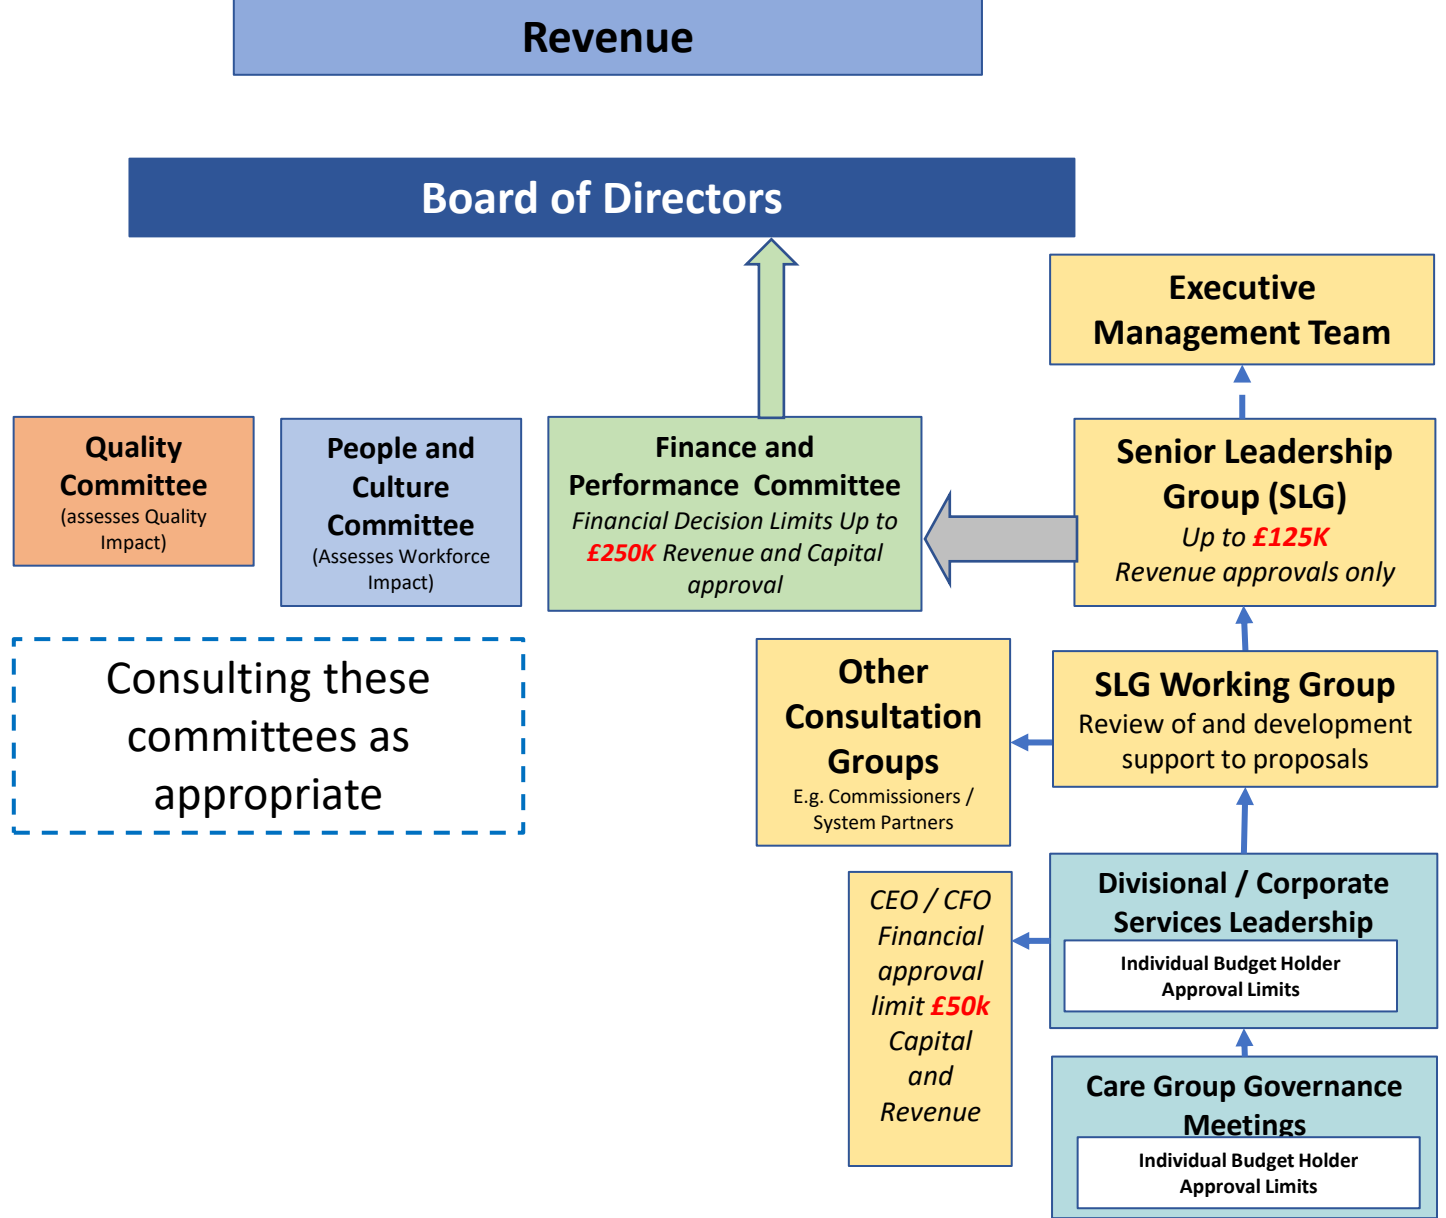 Revenue
Board of Directors
Executive
Management Team
Quality
Committee
(assesses Quality
Impact)
People and
Culture
Committee
(Assesses Workforce
Impact)
Finance and
Performance Committee
Financial Decision Limits Up to
£250K Revenue and Capital
approval
Senior Leadership
Group (SLG)
Up to £125K
Revenue approvals only
Consulting these
committees as
appropriate
Other
Consultation
Groups
E.g. Commissioners /
System Partners
SLG Working Group
Review of and development
support to proposals
CEO / CFO
Financial
approval
limit £50k
Capital
and
Revenue
Divisional / Corporate
Services Leadership
Individual Budget Holder
Approval Limits
Care Group Governance
Meetings
Individual Budget Holder
Approval Limits